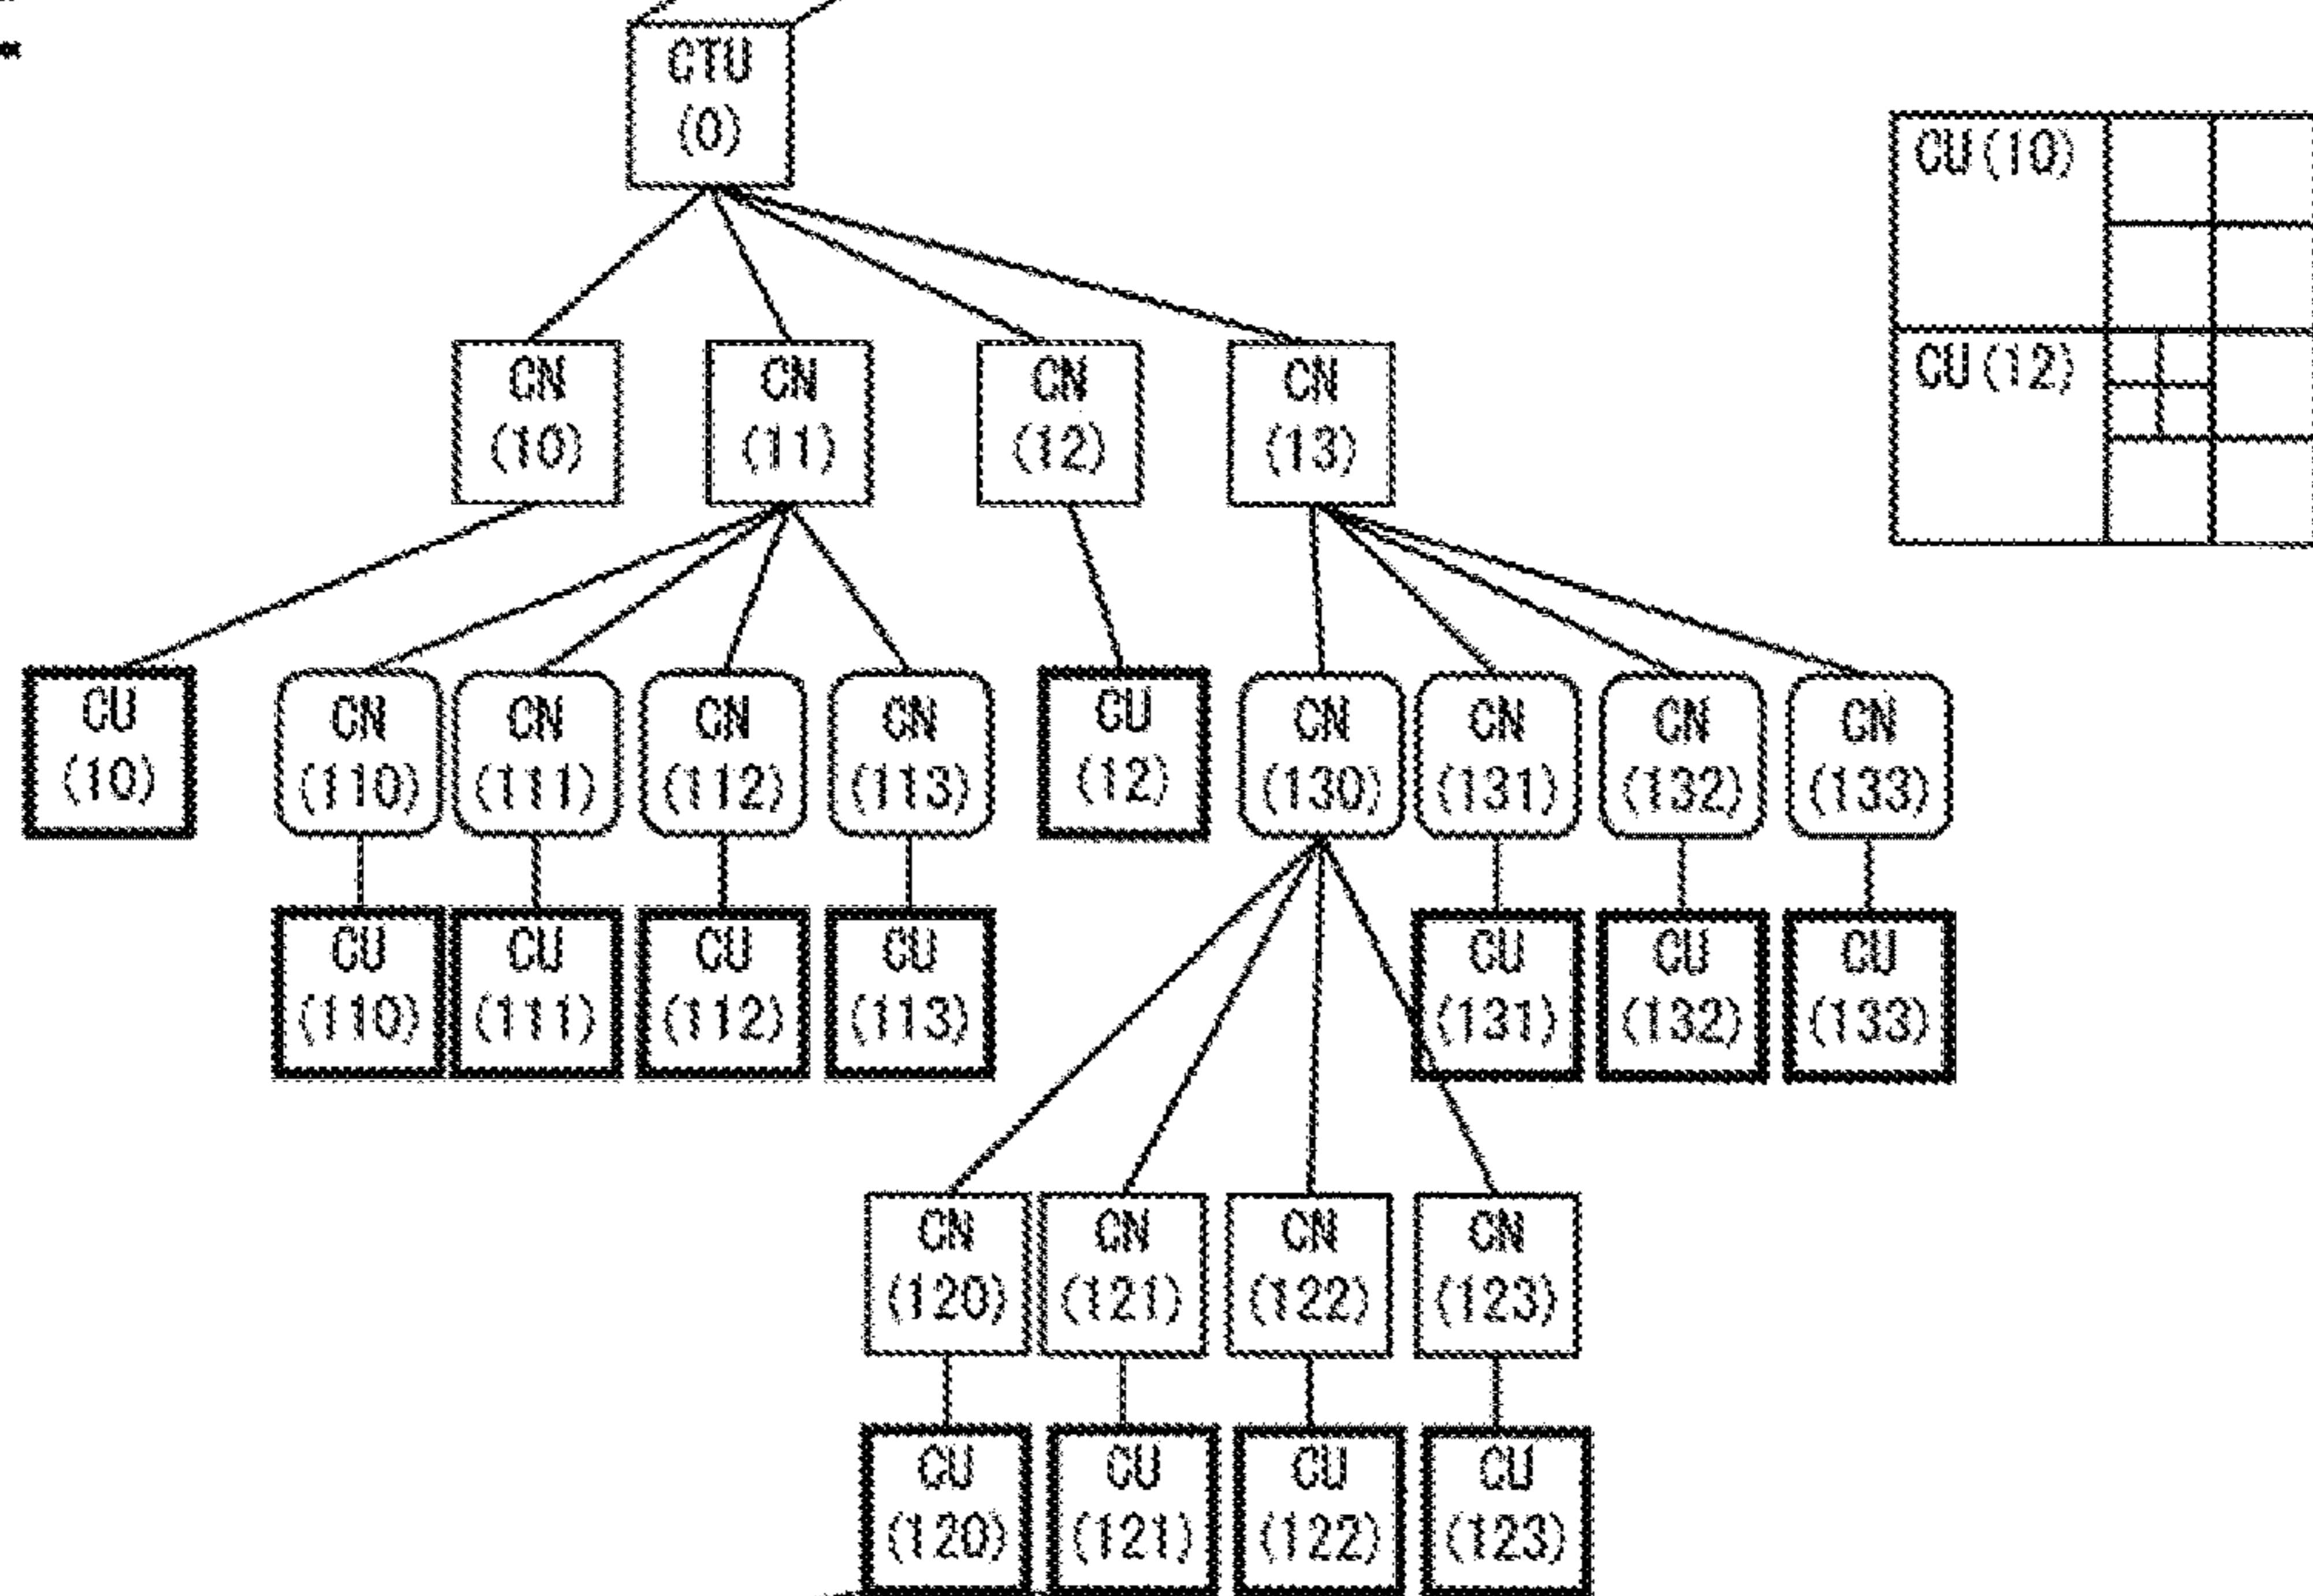 CTU
(0)
CU(10)
CU(12)
CN
(10)
CN
(11)
CN
(12)
CN
(13)
CU
(10)
CN
(110)
CN
(111)
CN
(112)
CN
(113)
CU
(12)
CN
(130)
CN
(131)
CN
(132)
CN
(133)
CU
(110)
CU
(111)
CU
(112)
CU
(113)
CU
(131)
CU
(132)
CU
(133)
CN
(120)
CN
(121)
CN
(122)
CN
(123)
CU
(120)
CU
(121)
CU
(122)
CU
(123)